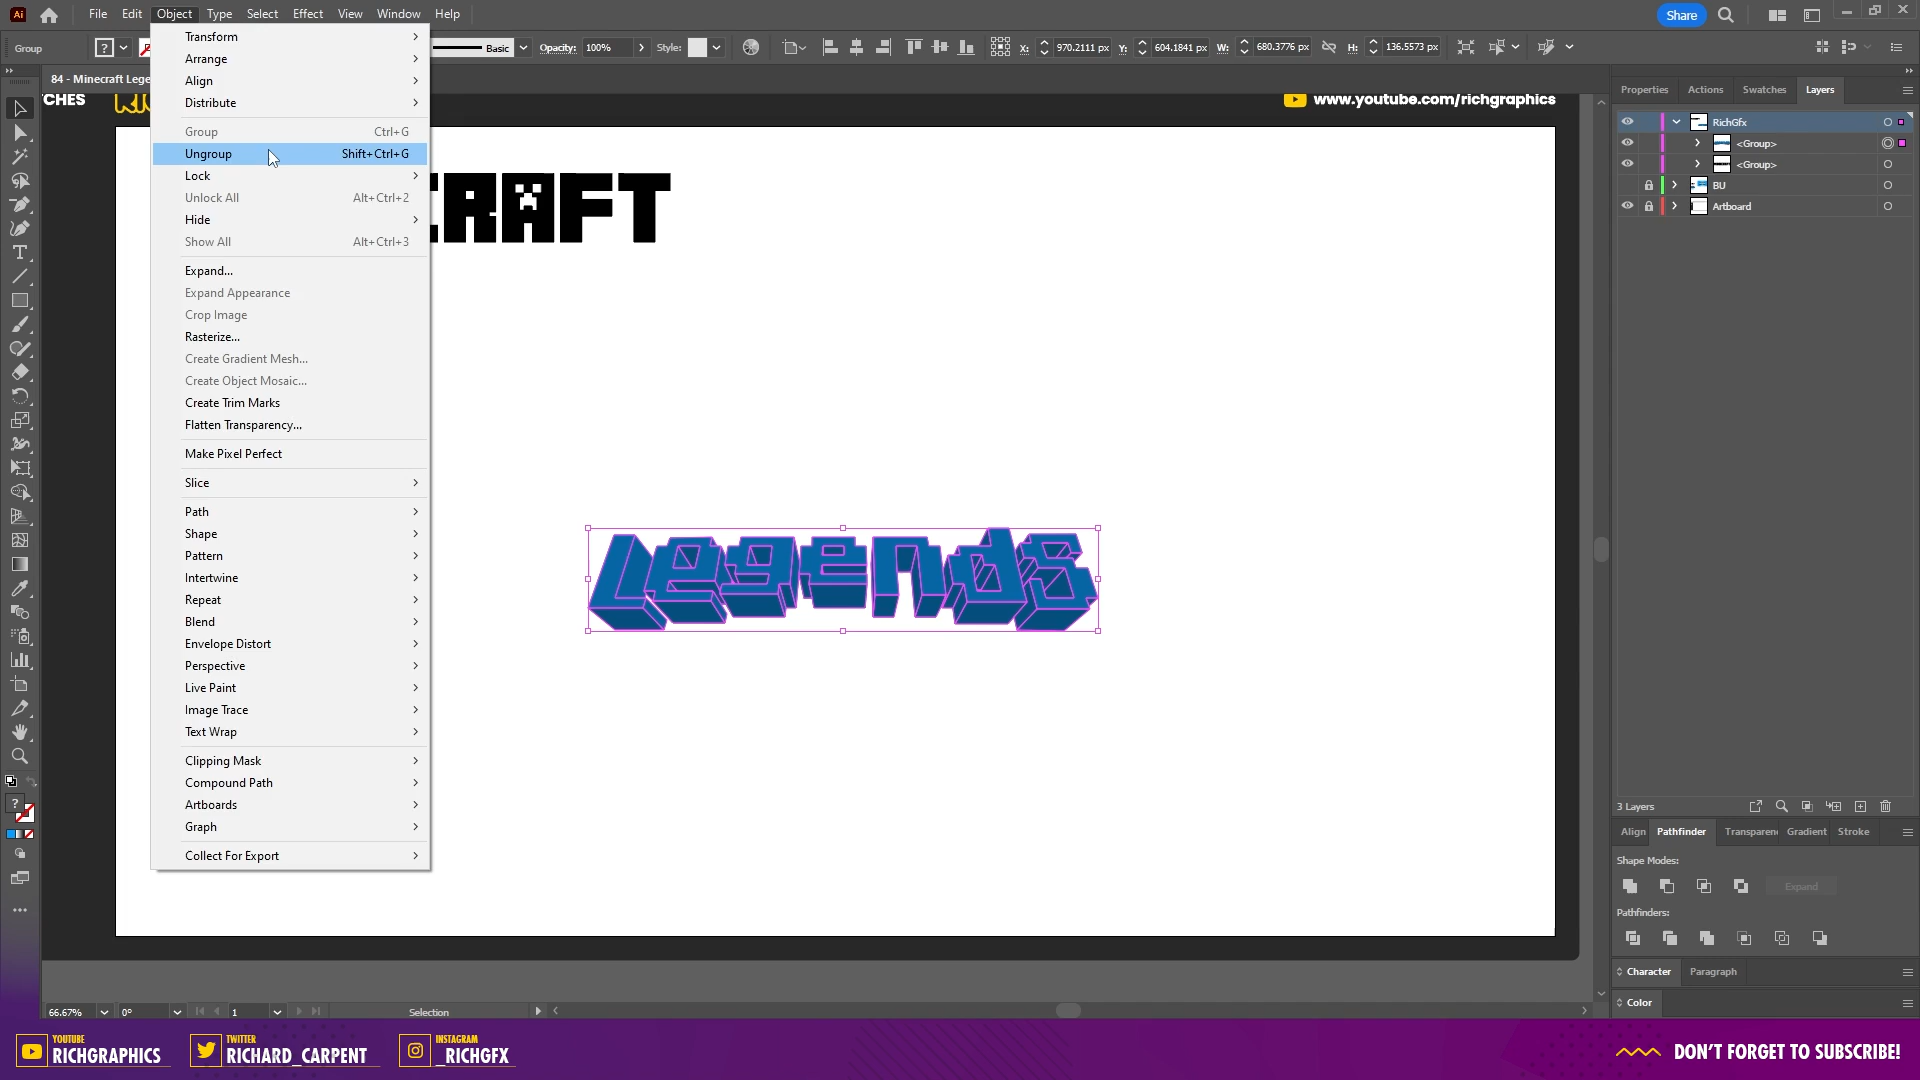 Ai File Edit Object Type Select Effect View Window Help Share
Group ? Basic Opacity: 100% Style: X: 970.2111 px Y: 604.1841 px W: 680.3776 px H: 136.5573 px
84 - Minecraft Lege
www.youtube.com/richgraphics
Transform
Arrange
Align
Distribute
Group Ctrl+G
Ungroup Shift+Ctrl+G
Lock
Unlock All Alt+Ctrl+2
Hide
Show All Alt+Ctrl+3
Expand...
Expand Appearance
Crop Image
Rasterize...
Create Gradient Mesh...
Create Object Mosaic...
Create Trim Marks
Flatten Transparency...
Make Pixel Perfect
Slice
Path
Shape
Pattern
Intertwine
Repeat
Blend
Envelope Distort
Perspective
Live Paint
Image Trace
Text Wrap
Clipping Mask
Compound Path
Artboards
Graph
Collect For Export
CRAFT
Legends
Properties Actions Swatches Layers
RichGfx
<Group>
<Group>
BU
Artboard
3 Layers
Align Pathfinder Transparen Gradient Stroke
Shape Modes:
Expand
Pathfinders:
Character Paragraph
Color
66.67% 0° 1 Selection
YOUTUBE
RICHGRAPHICS
TWITTER
RICHARD_CARPENT
INSTAGRAM
_RICHGFX
DON'T FORGET TO SUBSCRIBE!